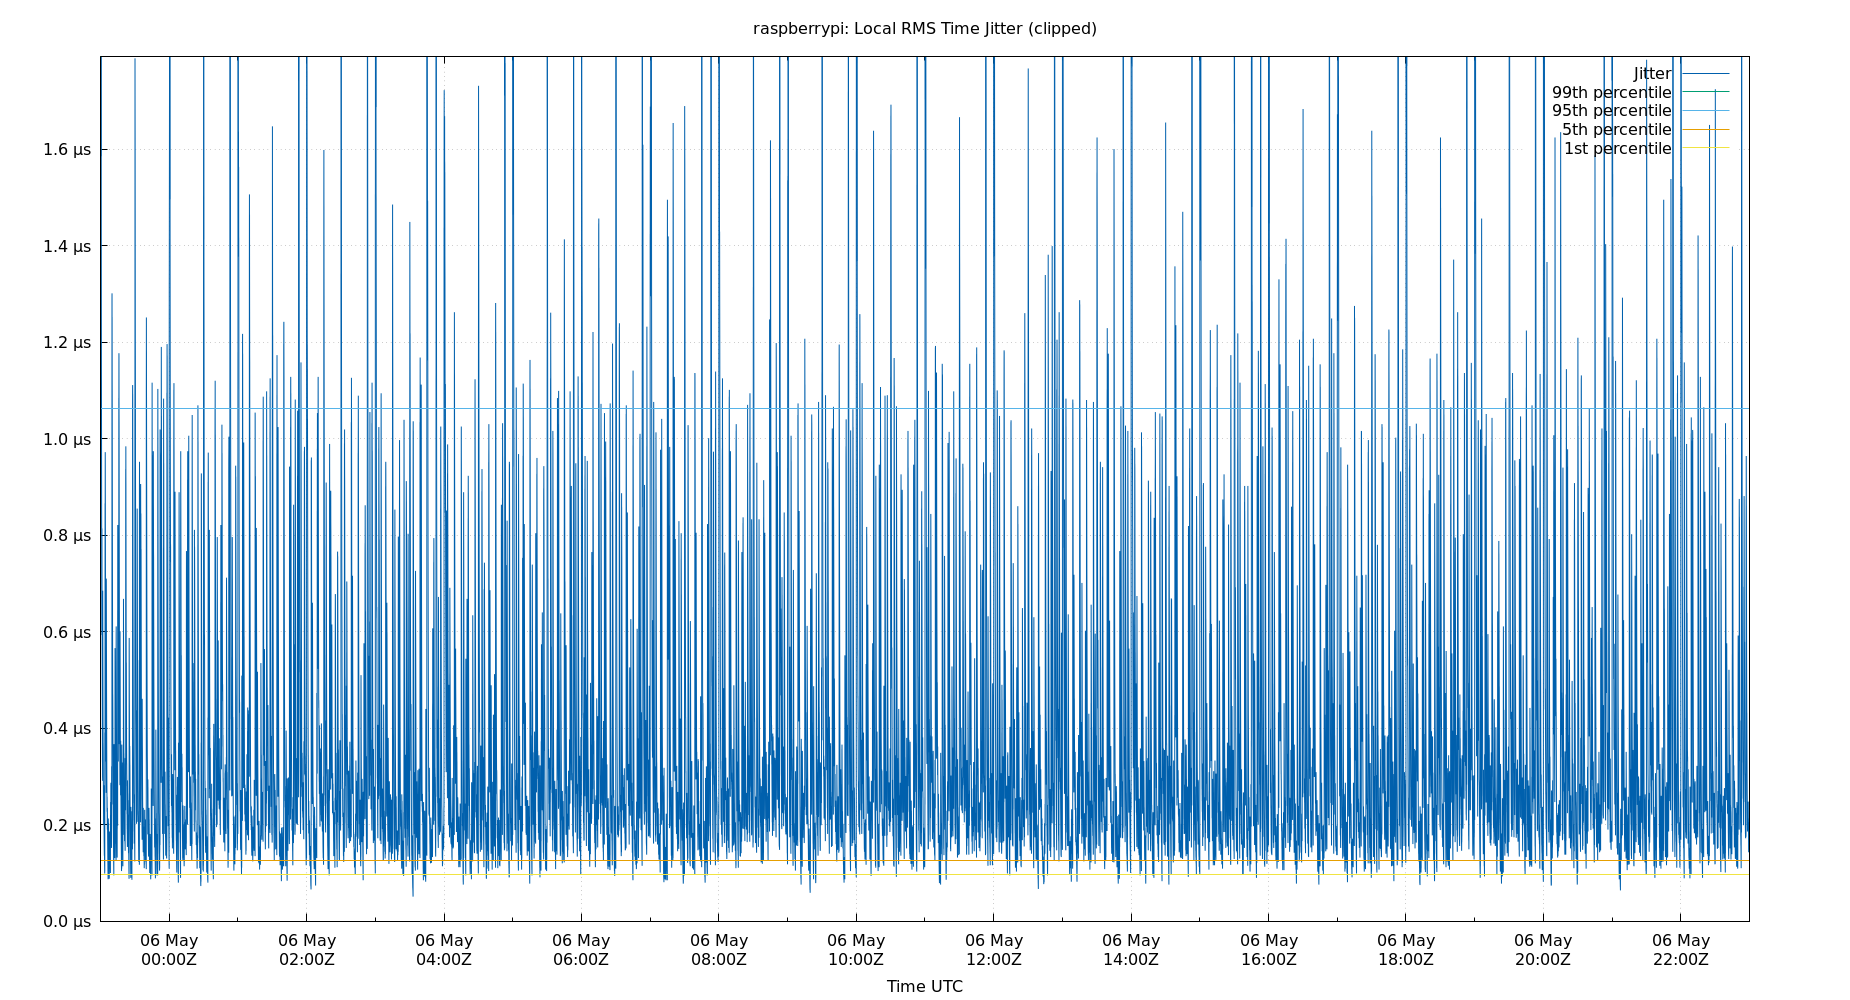 raspberrypi: Local RMS Time Jitter (clipped)
Jitter
99th percentile
95th percentile
5th percentile
1st percentile
1.6 µs
1.4 µs
1.2 µs
1.0 µs
0.8 µs
0.6 µs
0.4 µs
0.2 µs
0.0 µs
06 May 06 May 06 May 06 May 06 May 06 May 06 May 06 May 06 May 06 May 06 May 06 May
00:00Z 02:00Z 04:00Z 06:00Z 08:00Z 10:00Z 12:00Z 14:00Z 16:00Z 18:00Z 20:00Z 22:00Z
Time UTC